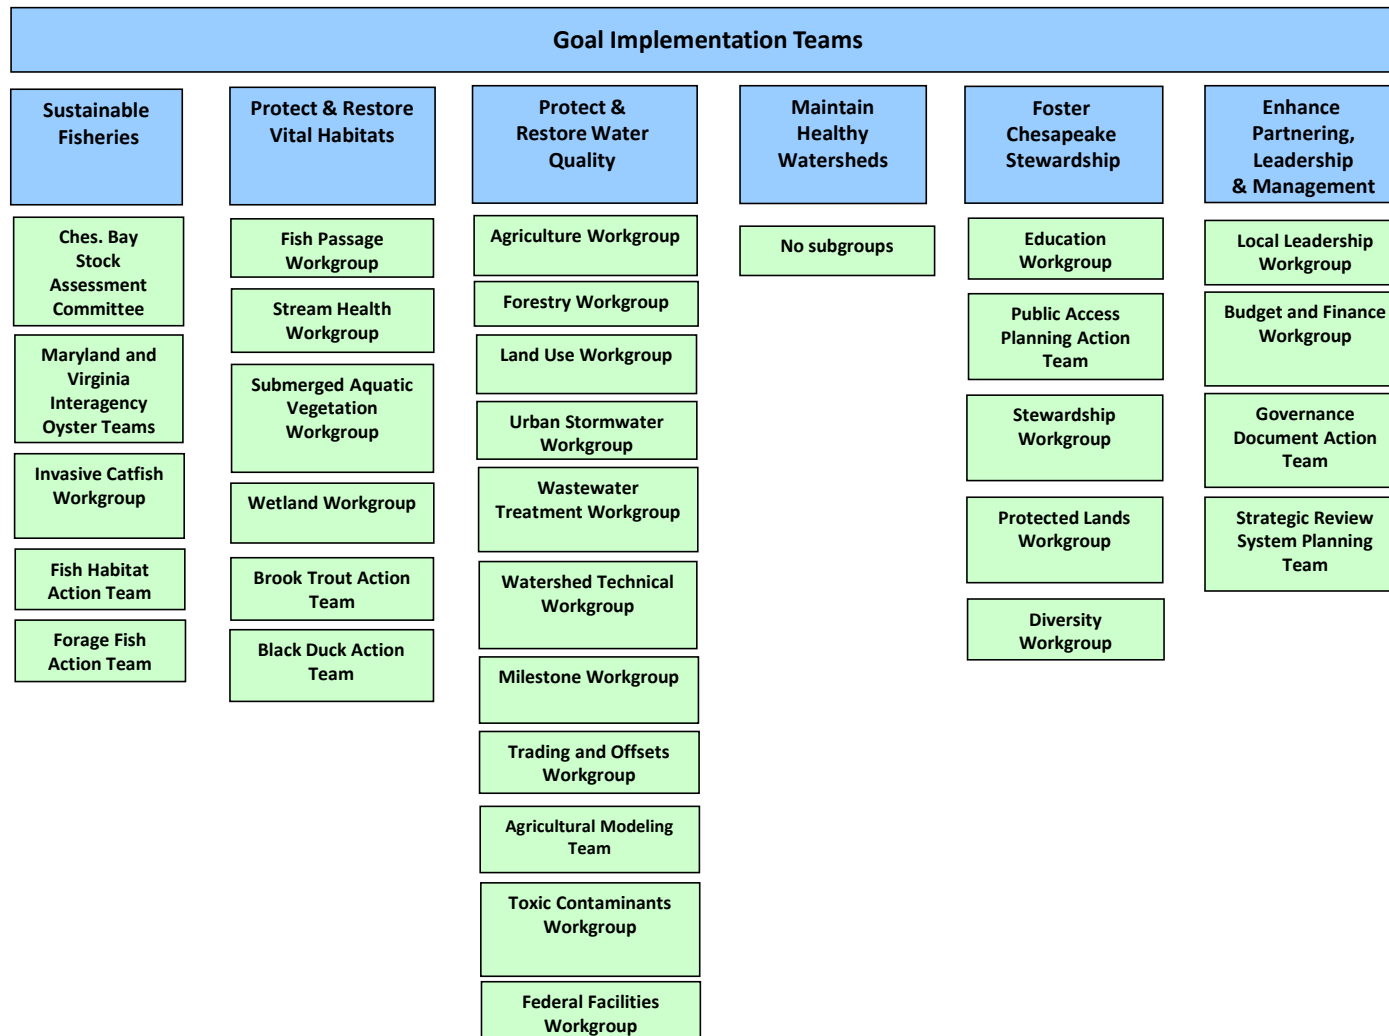 Goal Implementation Teams
Sustainable
Fisheries
Ches. Bay
Stock
Assessment
Committee
Maryland and
Virginia
Interagency
Oyster Teams
Invasive Catfish
Workgroup
Fish Habitat
Action Team
Forage Fish
Action Team
Protect & Restore
Vital Habitats
Fish Passage
Workgroup
Stream Health
Workgroup
Submerged Aquatic
Vegetation
Workgroup
Wetland Workgroup
Brook Trout Action
Team
Black Duck Action
Team
Protect &
Restore Water
Quality
Agriculture Workgroup
Forestry Workgroup
Land Use Workgroup
Urban Stormwater
Workgroup
Wastewater
Treatment Workgroup
Watershed Technical
Workgroup
Milestone Workgroup
Trading and Offsets
Workgroup
Agricultural Modeling
Team
Toxic Contaminants
Workgroup
Federal Facilities
Workgroup
Maintain
Healthy
Watersheds
No subgroups
Foster
Chesapeake
Stewardship
Education
Workgroup
Public Access
Planning Action
Team
Stewardship
Workgroup
Protected Lands
Workgroup
Diversity
Workgroup
Enhance
Partnering,
Leadership
& Management
Local Leadership
Workgroup
Budget and Finance
Workgroup
Governance
Document Action
Team
Strategic Review
System Planning
Team